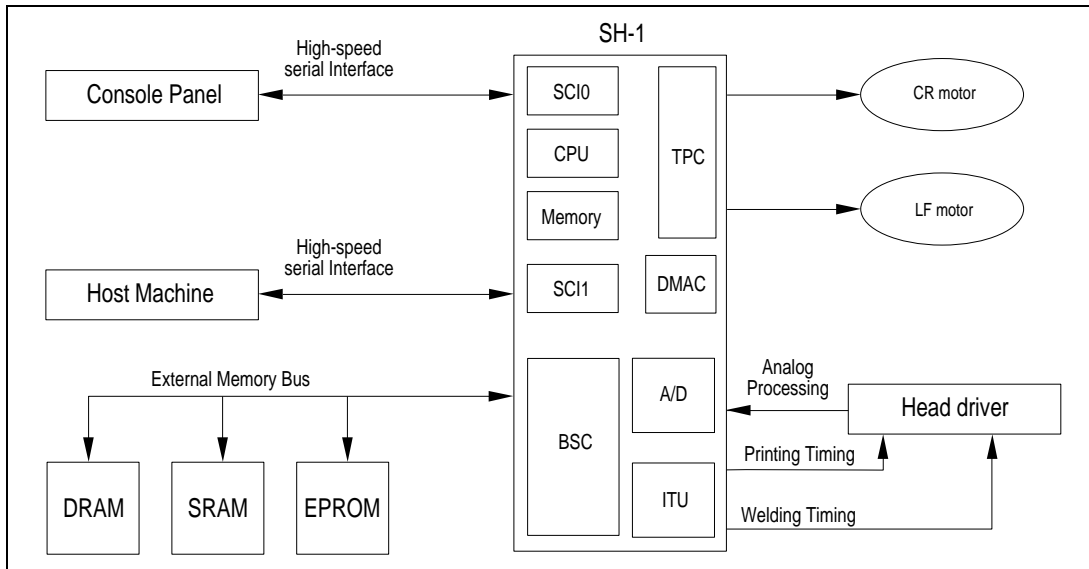 SH-1
High-speed
serial Interface
Console Panel
SCI0
CPU
Memory
SCI1
TPC
DMAC
CR motor
LF motor
High-speed
serial Interface
Host Machine
External Memory Bus
DRAM
SRAM
EPROM
BSC
A/D
ITU
Analog
Processing
Head driver
Printing Timing
Welding Timing